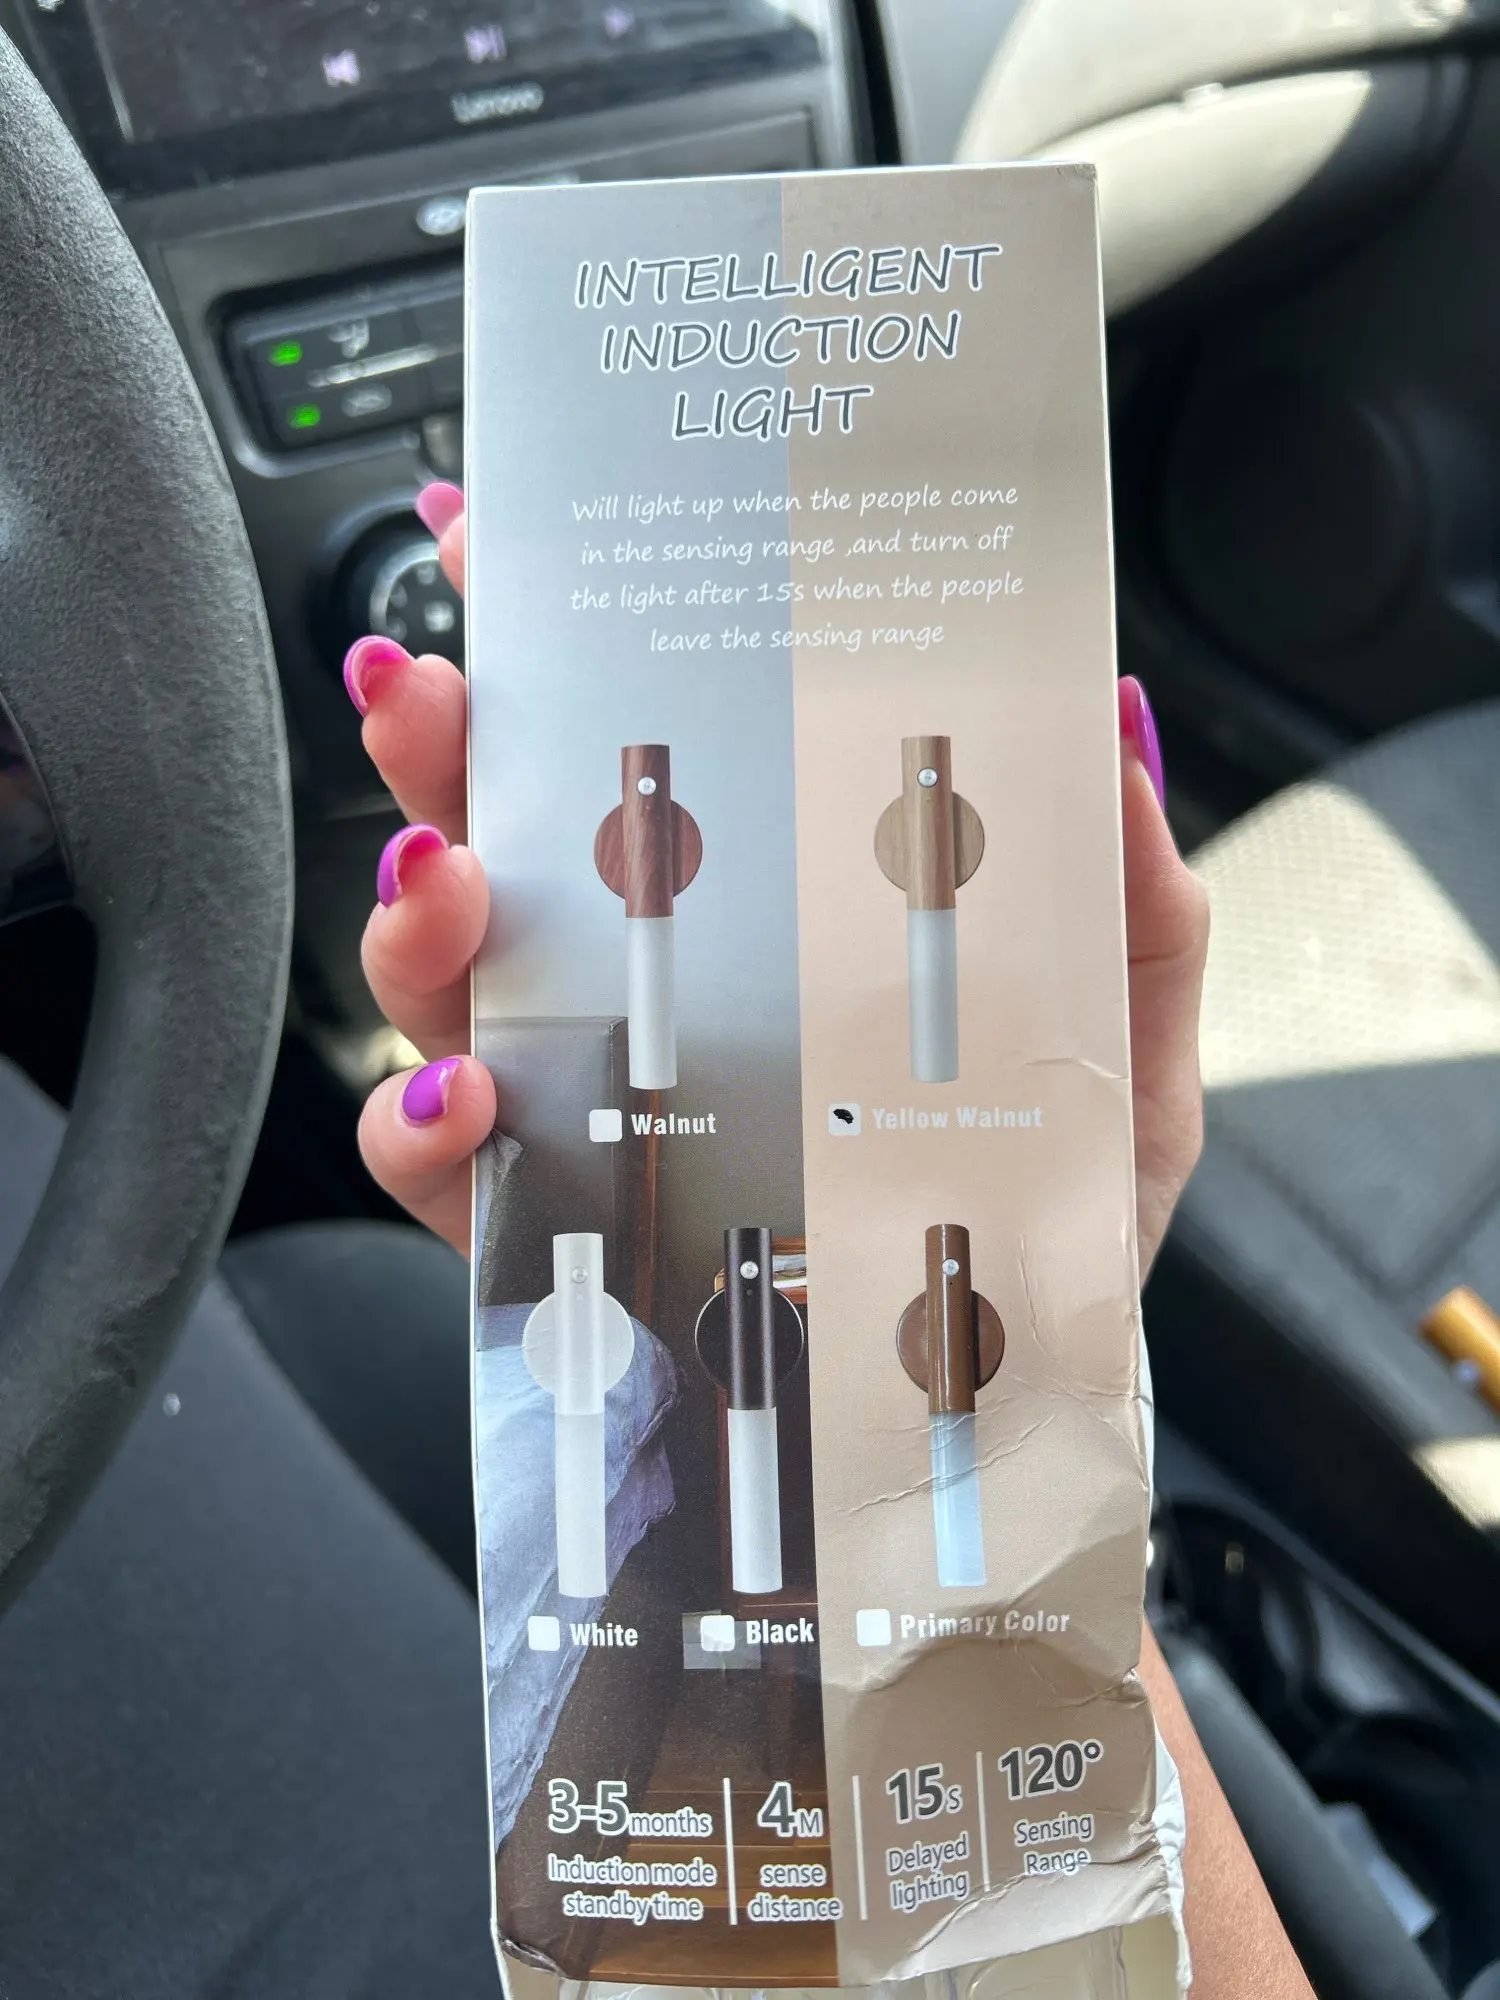 Lenovo
INTELLIGENT
INDUCTION
LIGHT
Will light up when the people come
in the sensing range ,and turn off
the light after 15s when the people
leave the sensing range
Walnut
Yellow Walnut
White
Black
Primary Color
3-5months
Induction mode
standby time
4M
sense
distance
15s
Delayed
lighting
120°
Sensing
Range